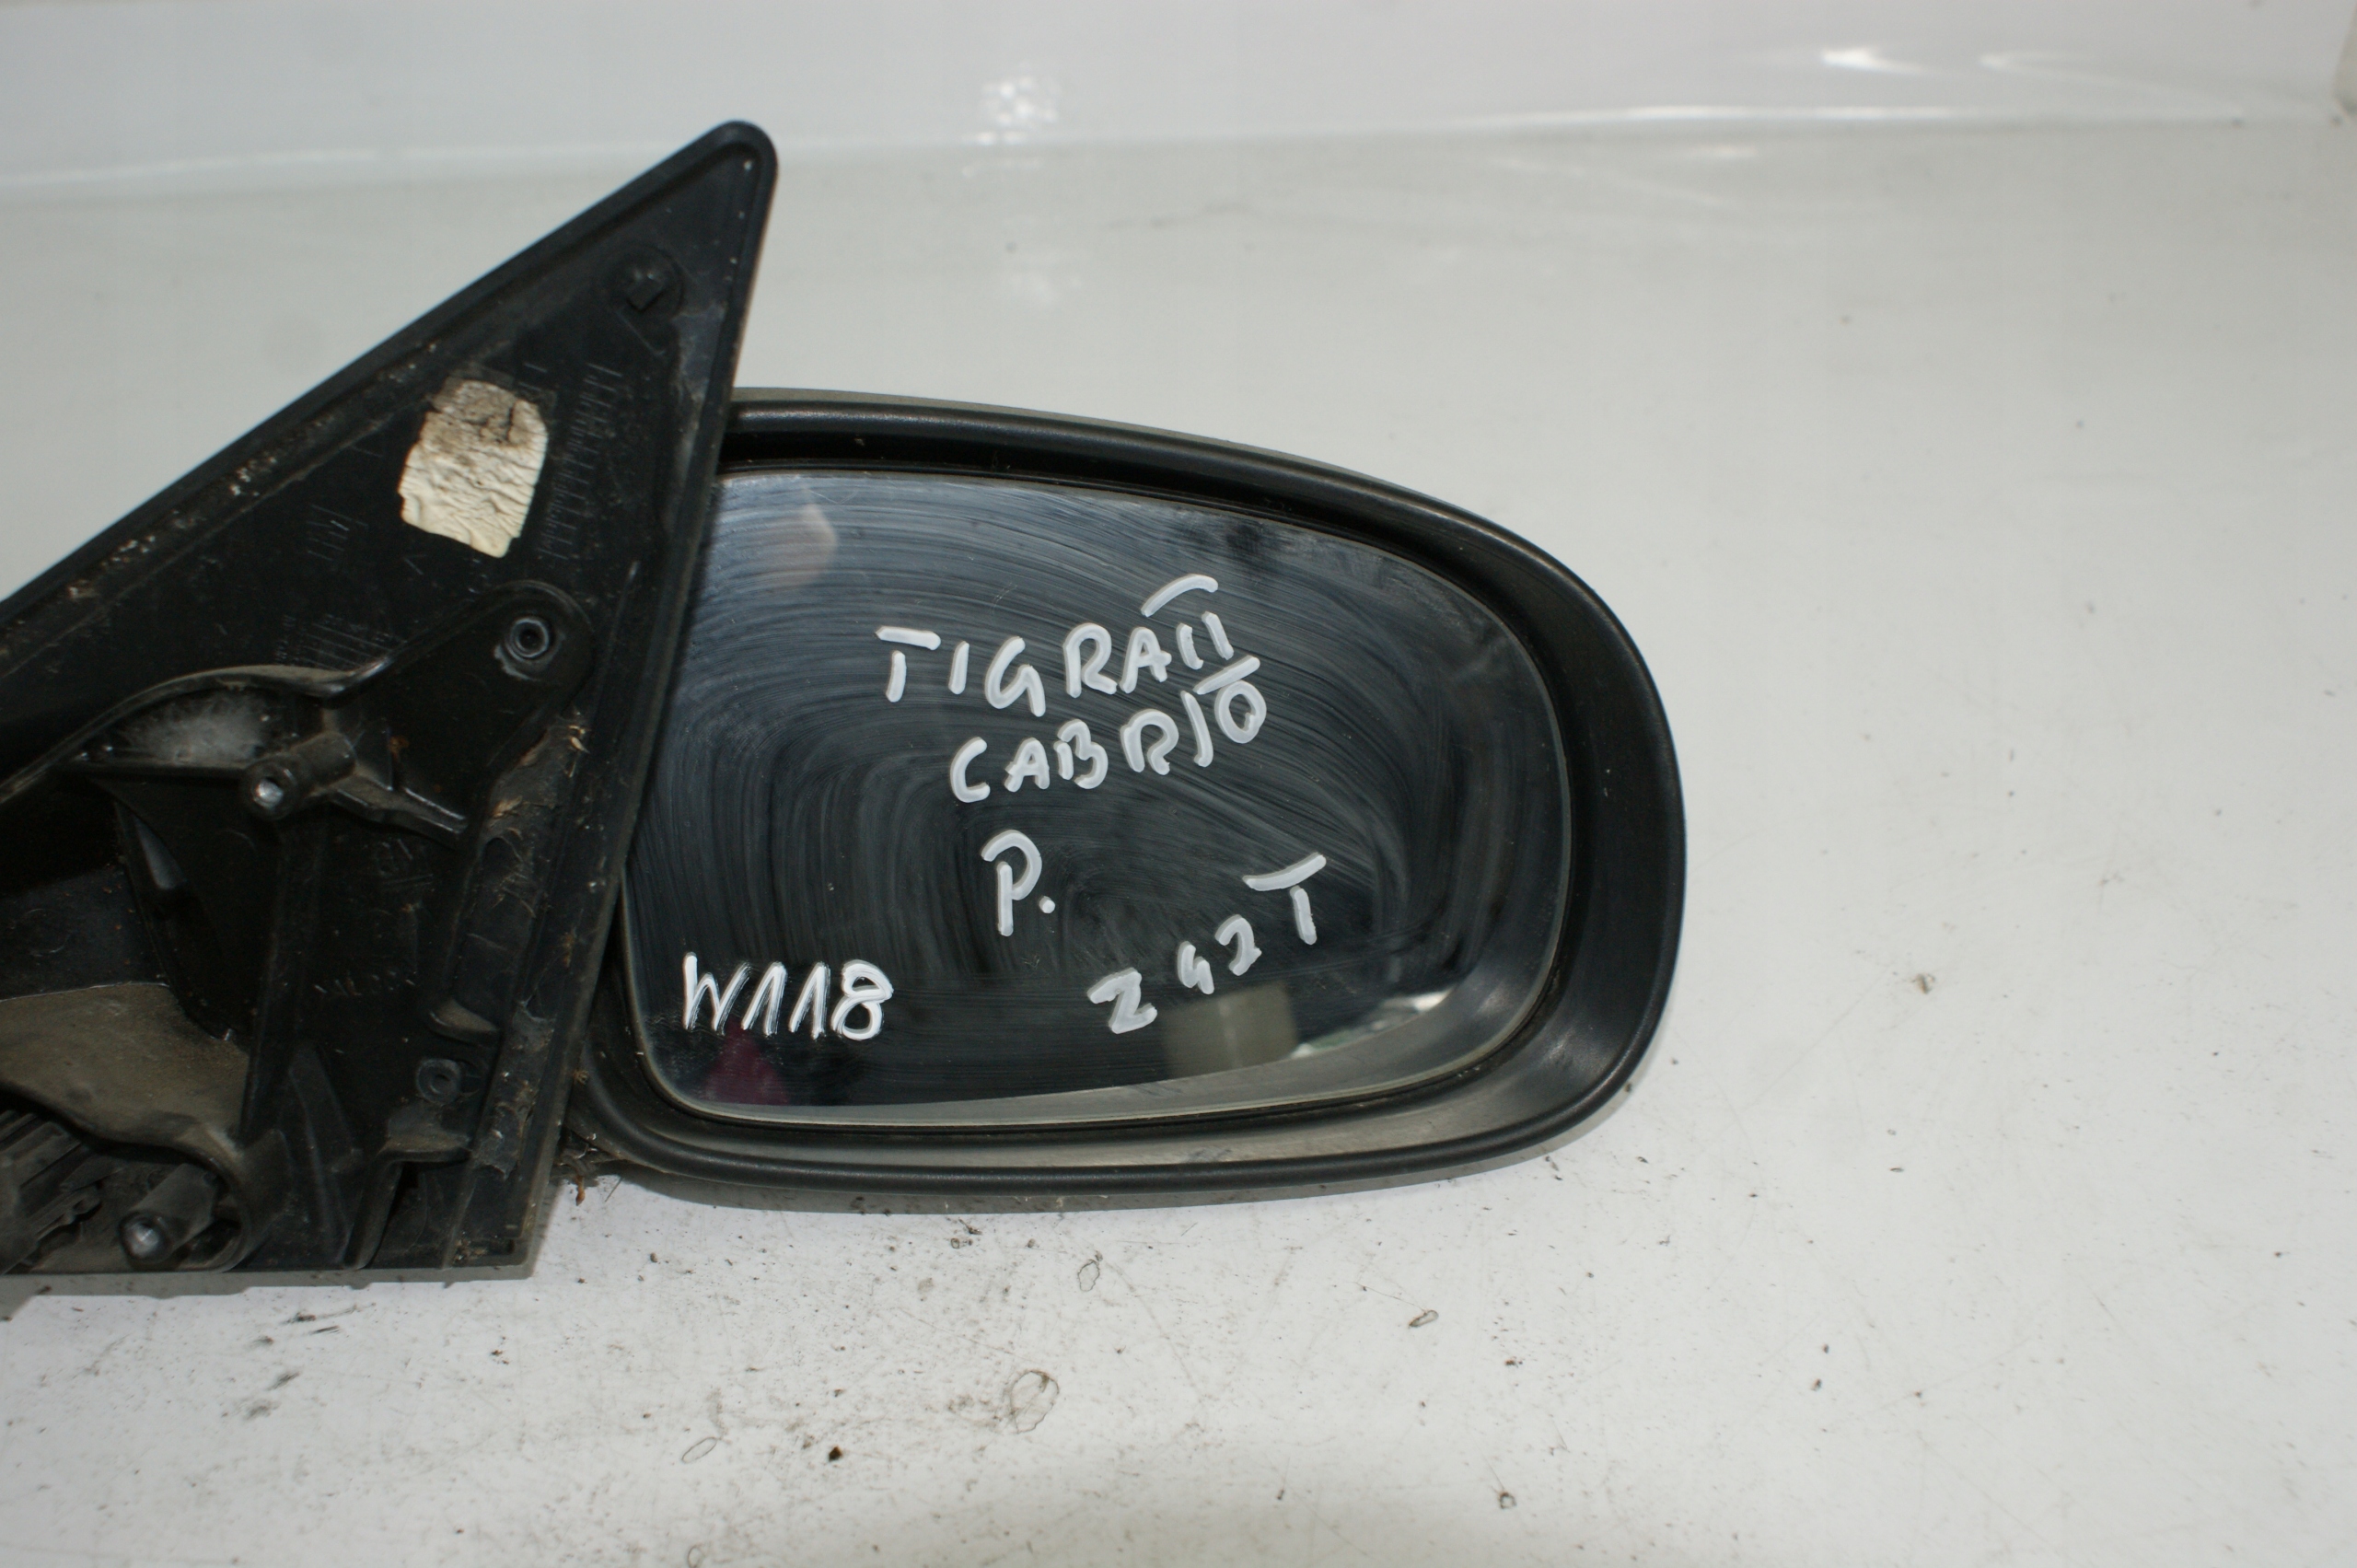 TIGRA II
CABRIO
P.
W118
Z42T